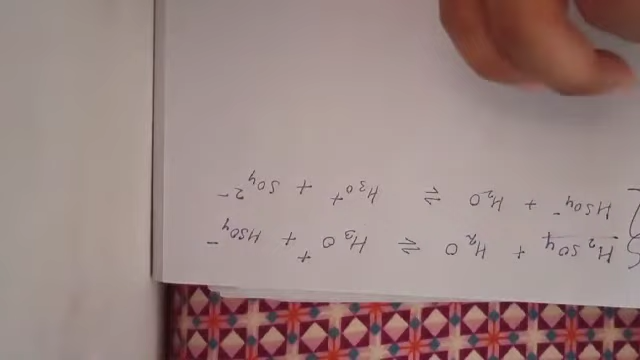 H₂SO₄ + H₂O ⇌ H₃O⁺ + HSO₄⁻
HSO₄⁻ + H₂O ⇌ H₃O⁺ + SO₄²⁻